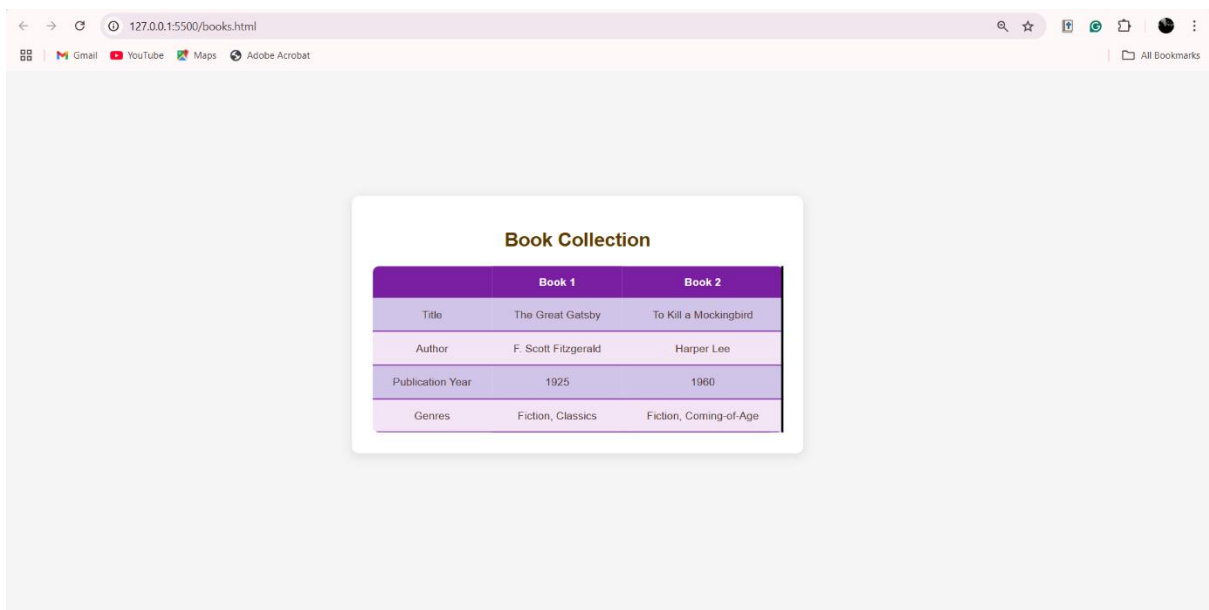 127.0.0.1:5500/books.html
Gmail YouTube Maps Adobe Acrobat All Bookmarks
Book Collection
Book 1 Book 2
Title The Great Gatsby To Kill a Mockingbird
Author F. Scott Fitzgerald Harper Lee
Publication Year 1925 1960
Genres Fiction, Classics Fiction, Coming-of-Age